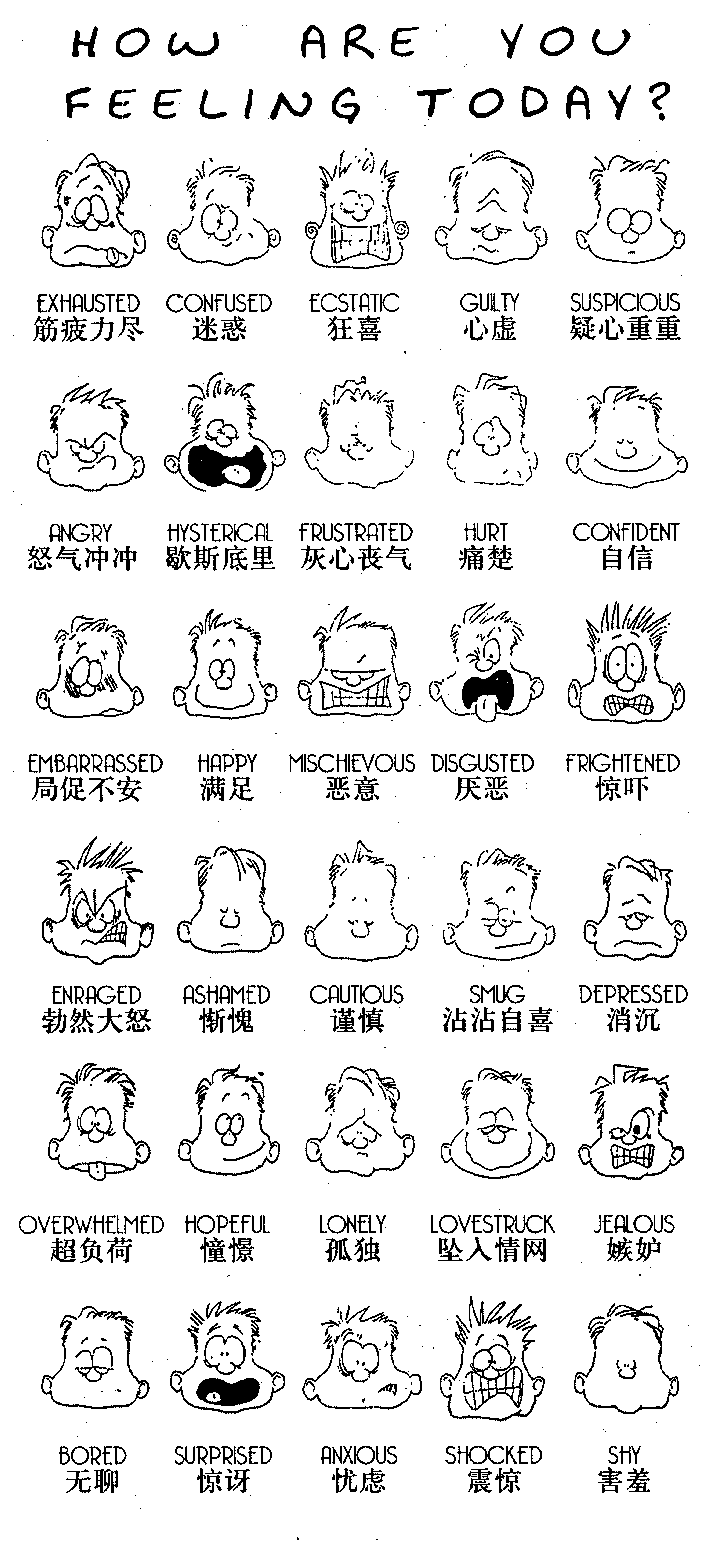 HOW ARE YOU
FEELING TODAY?
EXHAUSTED CONFUSED ECSTATIC GUILTY SUSPICIOUS
筋疲力尽 迷惑 狂喜 心虚 疑心重重
ANGRY HYSTERICAL FRUSTRATED HURT CONFIDENT
怒气冲冲 歇斯底里 灰心丧气 痛楚 自信
EMBARRASSED HAPPY MISCHIEVOUS DISGUSTED FRIGHTENED
局促不安 满足 恶意 厌恶 惊吓
ENRAGED ASHAMED CAUTIOUS SMUG DEPRESSED
勃然大怒 惭愧 谨慎 沾沾自喜 消沉
OVERWHELMED HOPEFUL LONELY LOVESTRUCK JEALOUS
超负荷 憧憬 孤独 坠入情网 嫉妒
BORED SURPRISED ANXIOUS SHOCKED SHY
无聊 惊讶 忧虑 震惊 害羞